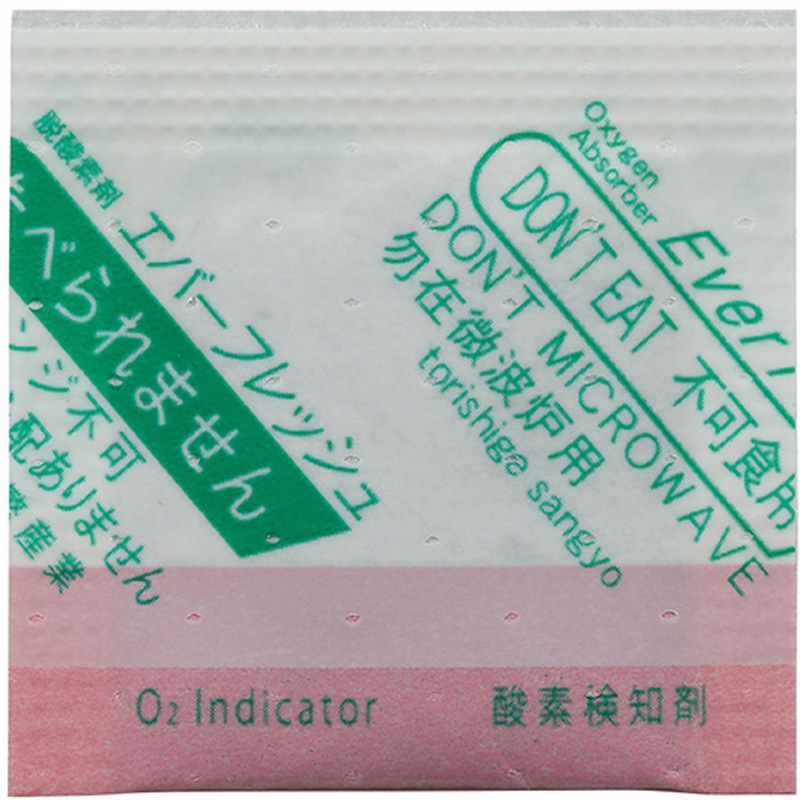 脱酸素剤
エバーフレッシュ
べられません
ンジ不可
配ありません
産業
Oxygen
Absorber
Ever
DON'T EAT 不可食用
DON'T MICROWAVE
勿在微波炉用
torishige sangyo
O₂ Indicator
酸素検知剤